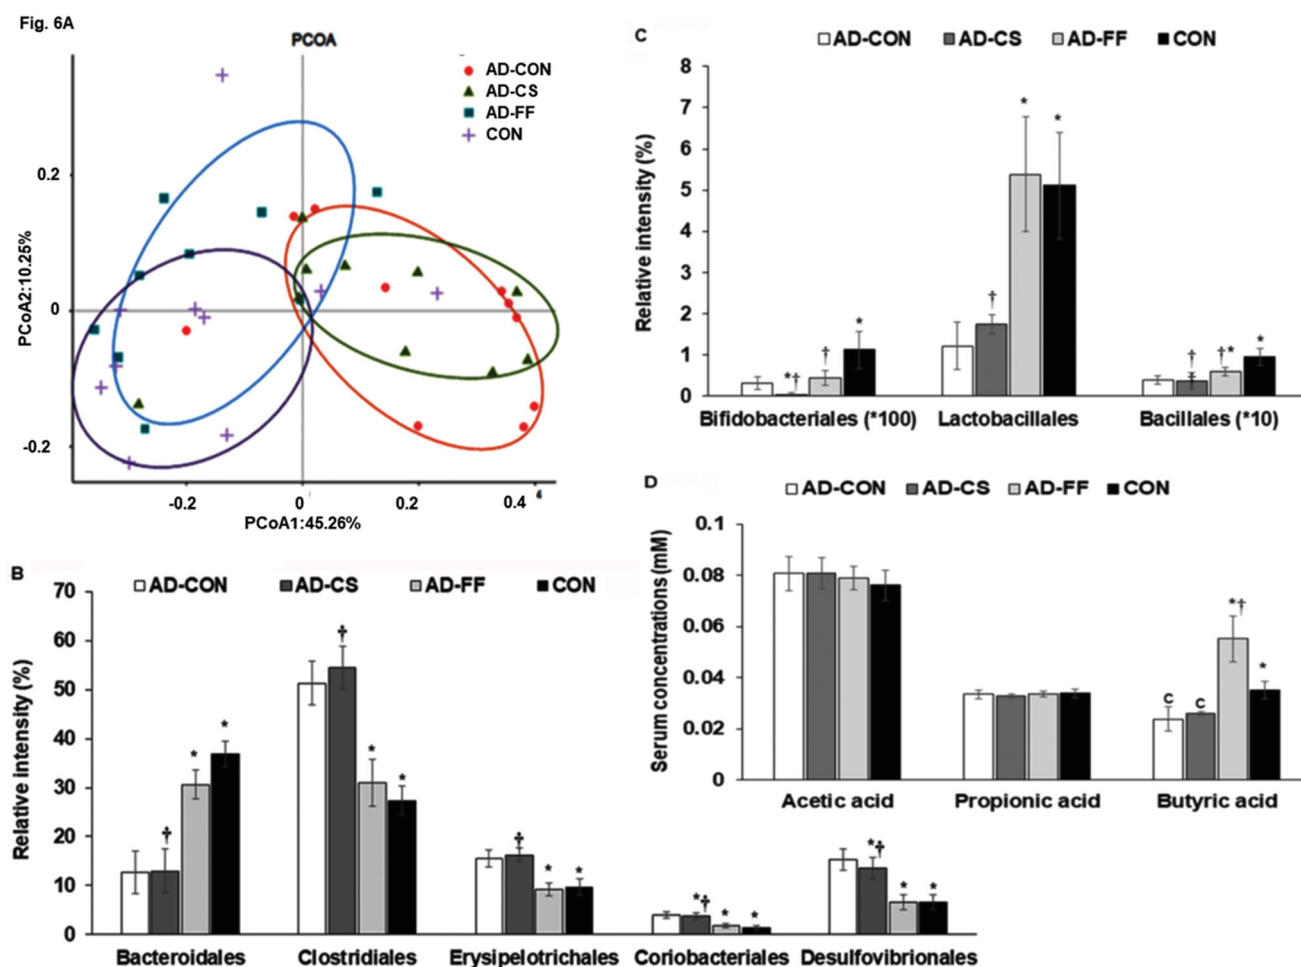 Fig. 6A
PCOA
AD-CON
AD-CS
AD-FF
CON
PCoA2:10.25%
0.2
0
-0.2
-0.2
0
0.2
0.4
4
PCoA1:45.26%
B
AD-CON AD-CS AD-FF CON
Relative intensity (%)
70
60
50
40
30
20
10
0
† * *
† * *
† * *
*† * *
*† * *
Bacteroidales Clostridiales Erysipelotrichales Coriobacteriales Desulfovibrionales
C
AD-CON AD-CS AD-FF CON
Relative intensity (%)
8
7
6
5
4
3
2
1
0
*† † *
† * *
‡ †* *
Bifidobacteriales (*100) Lactobacillales Bacillales (*10)
D
AD-CON AD-CS AD-FF CON
Serum concentrations (mM)
0.1
0.08
0.06
0.04
0.02
0
c c *† *
Acetic acid Propionic acid Butyric acid